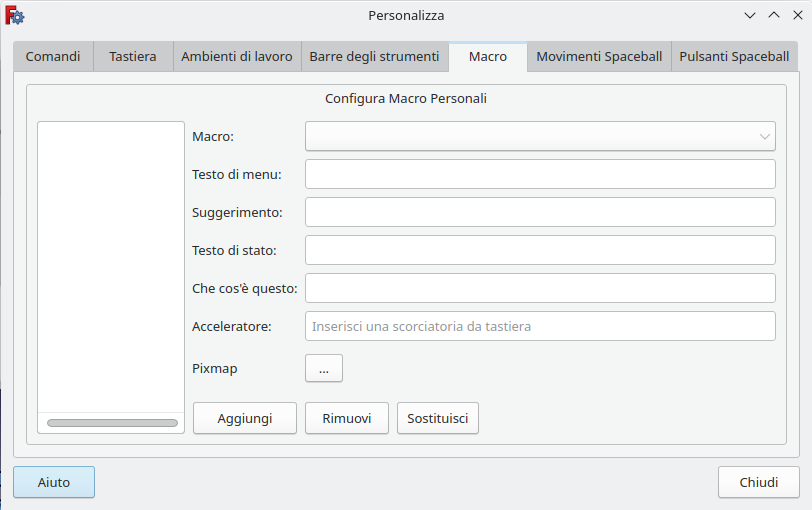 Personalizza
Comandi Tastiera Ambienti di lavoro Barre degli strumenti Macro Movimenti Spaceball Pulsanti Spaceball
Configura Macro Personali
Macro:
Testo di menu:
Suggerimento:
Testo di stato:
Che cos'è questo:
Acceleratore: Inserisci una scorciatoria da tastiera
Pixmap ...
Aggiungi Rimuovi Sostituisci
Aiuto Chiudi